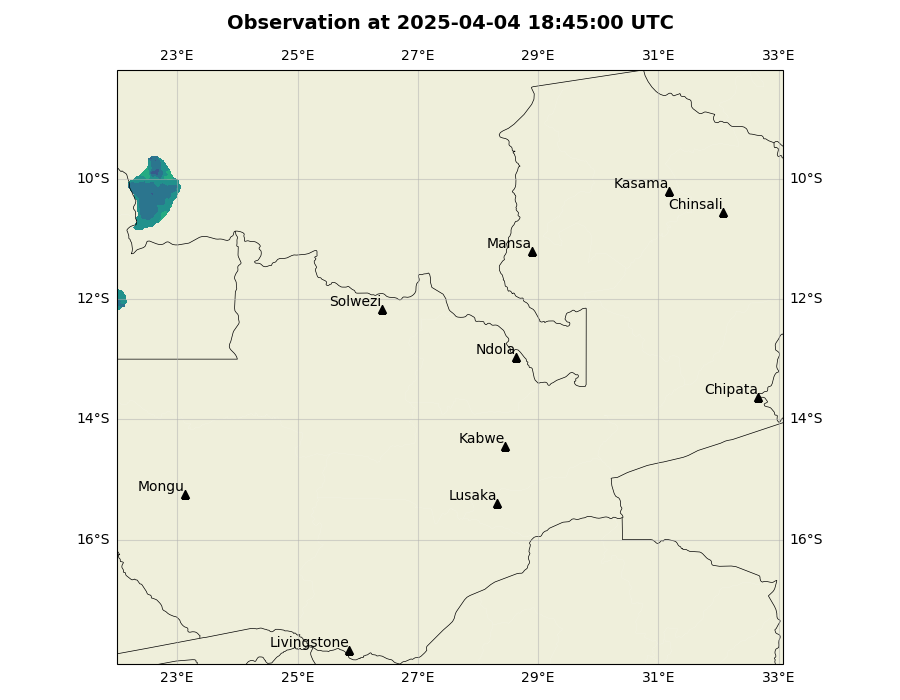 Observation at 2025-04-04 18:45:00 UTC
23°E 25°E 27°E 29°E 31°E 33°E
10°S 10°S
Kasama
Chinsali
Mansa
12°S 12°S
Solwezi
Ndola
Chipata
14°S 14°S
Kabwe
Mongu
Lusaka
16°S 16°S
Livingstone
23°E 25°E 27°E 29°E 31°E 33°E